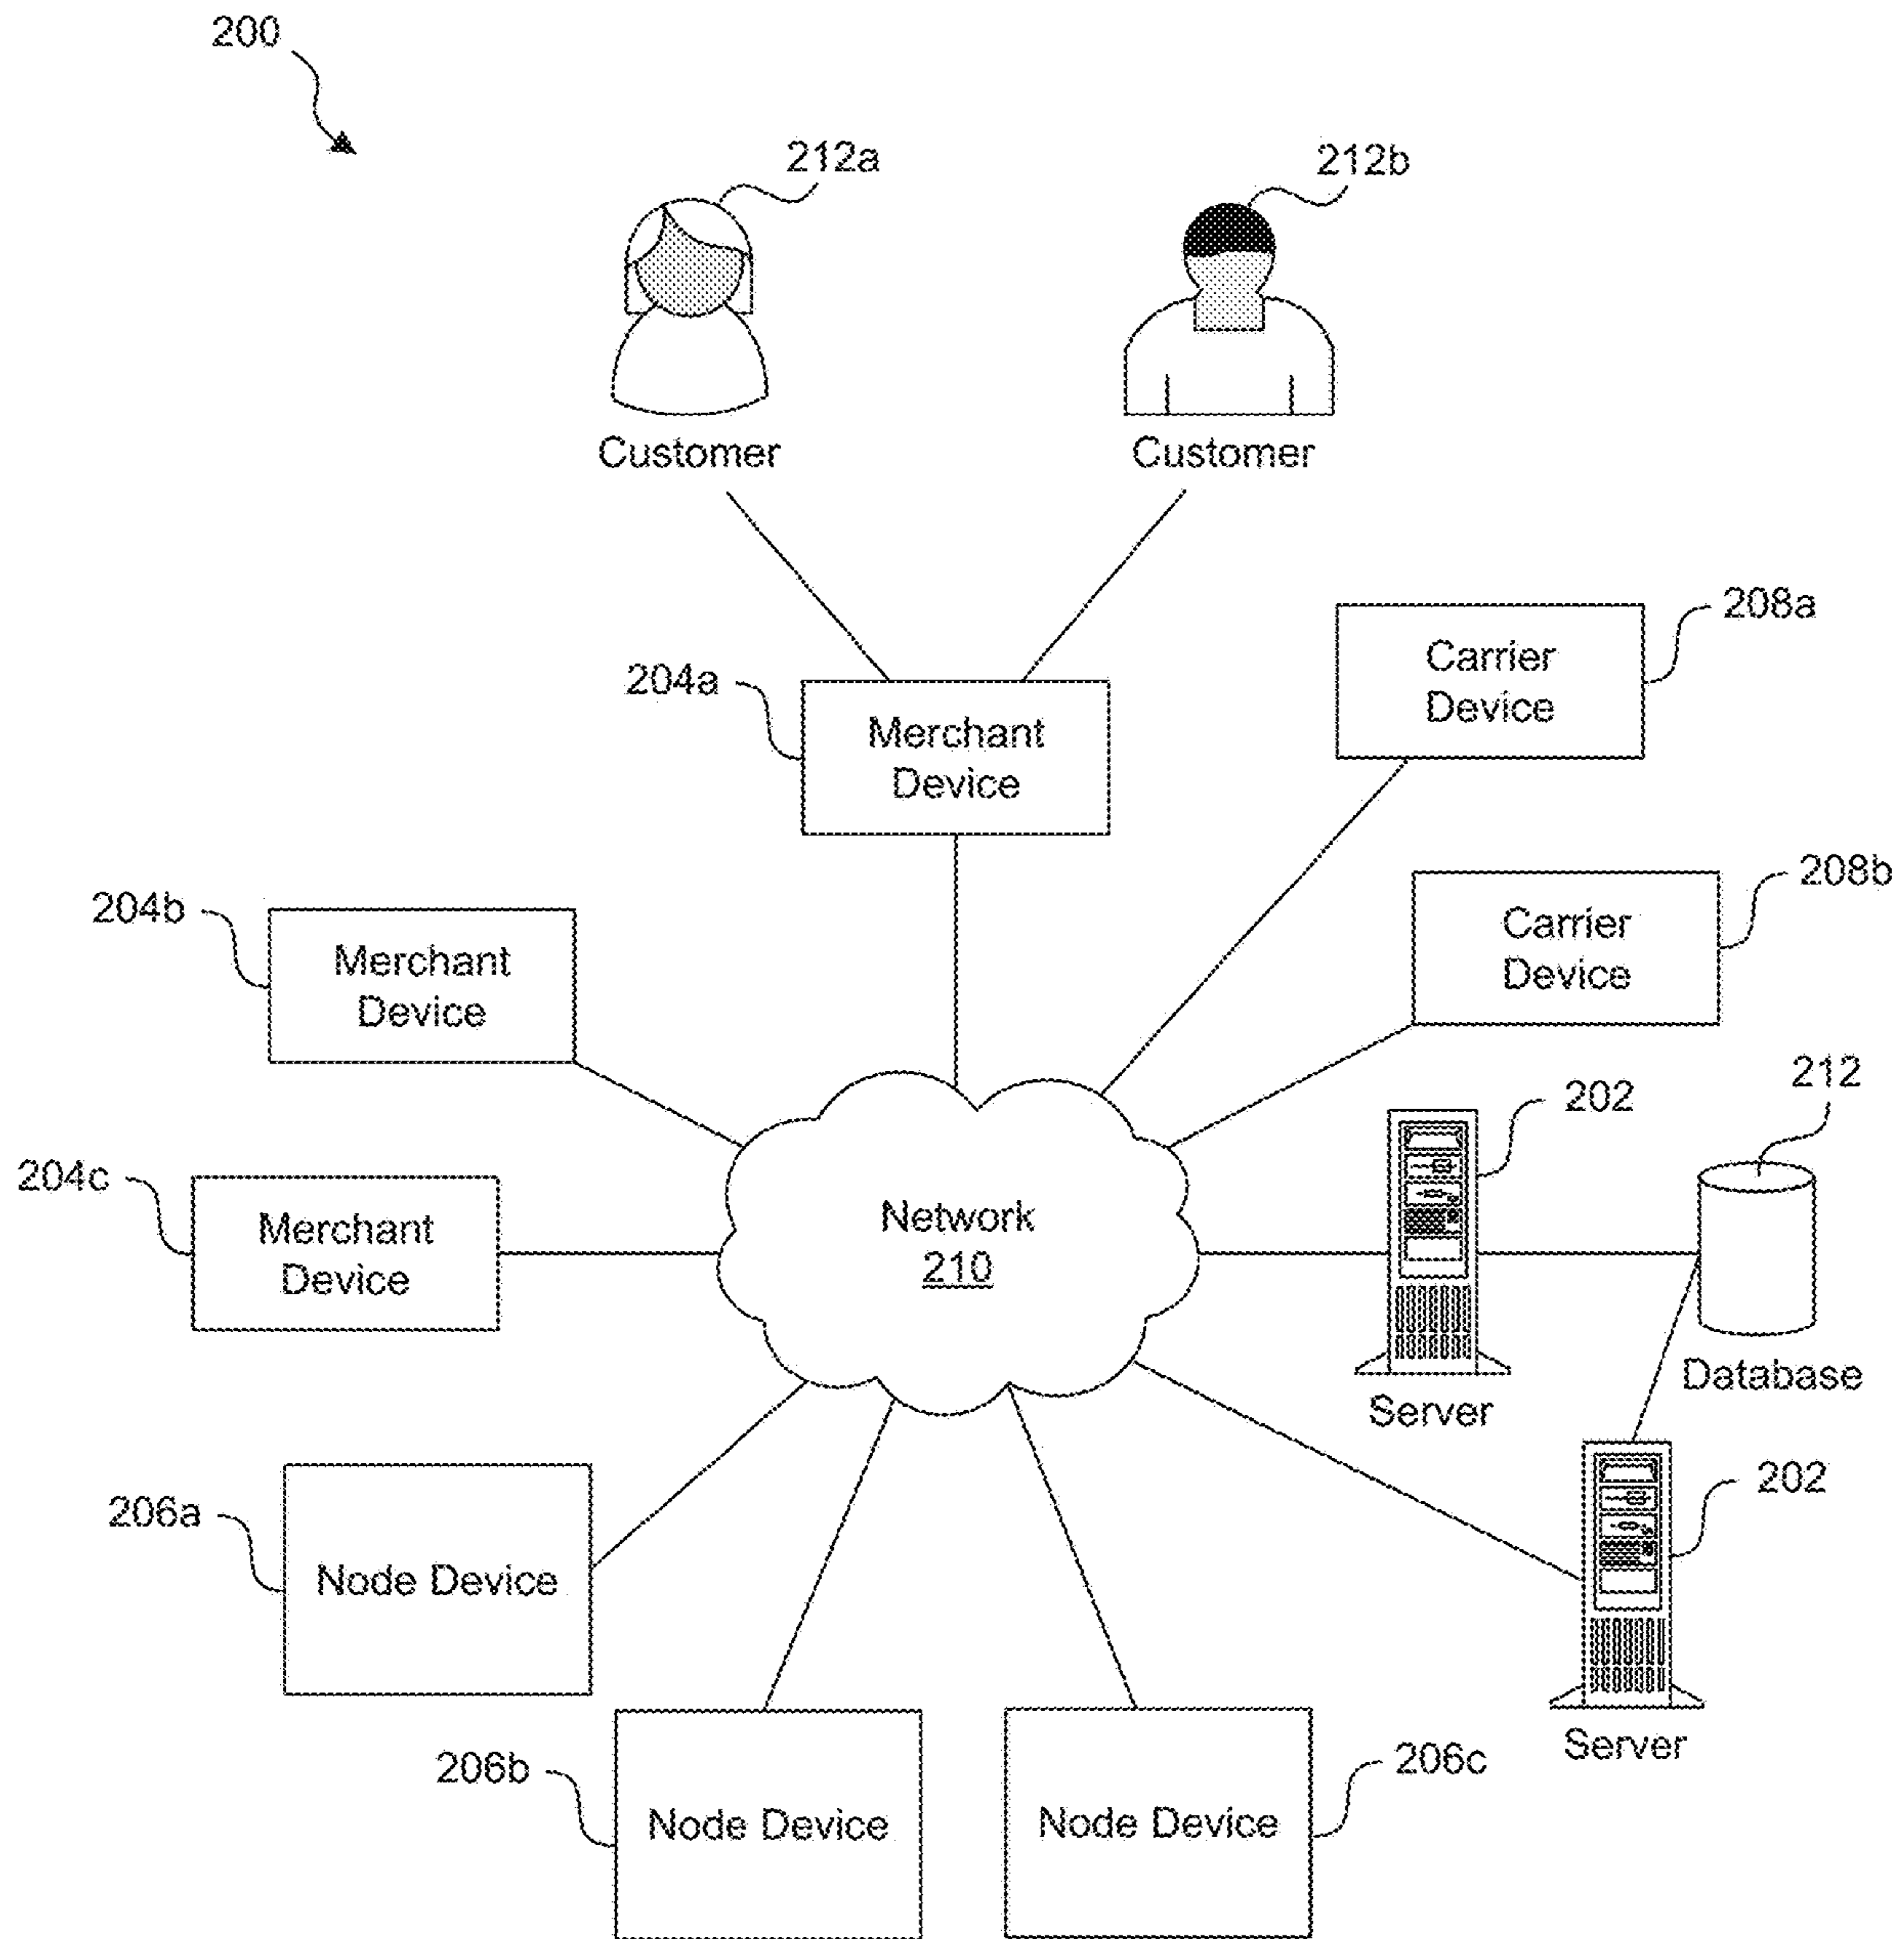 200
212a
212b
Customer
Customer
208a
Carrier
Device
204a
Merchant
Device
208b
Carrier
Device
204b
Merchant
Device
212
202
204c
Merchant
Device
Network
210
Database
Server
202
206a
Node Device
Server
206b
Node Device
206c
Node Device